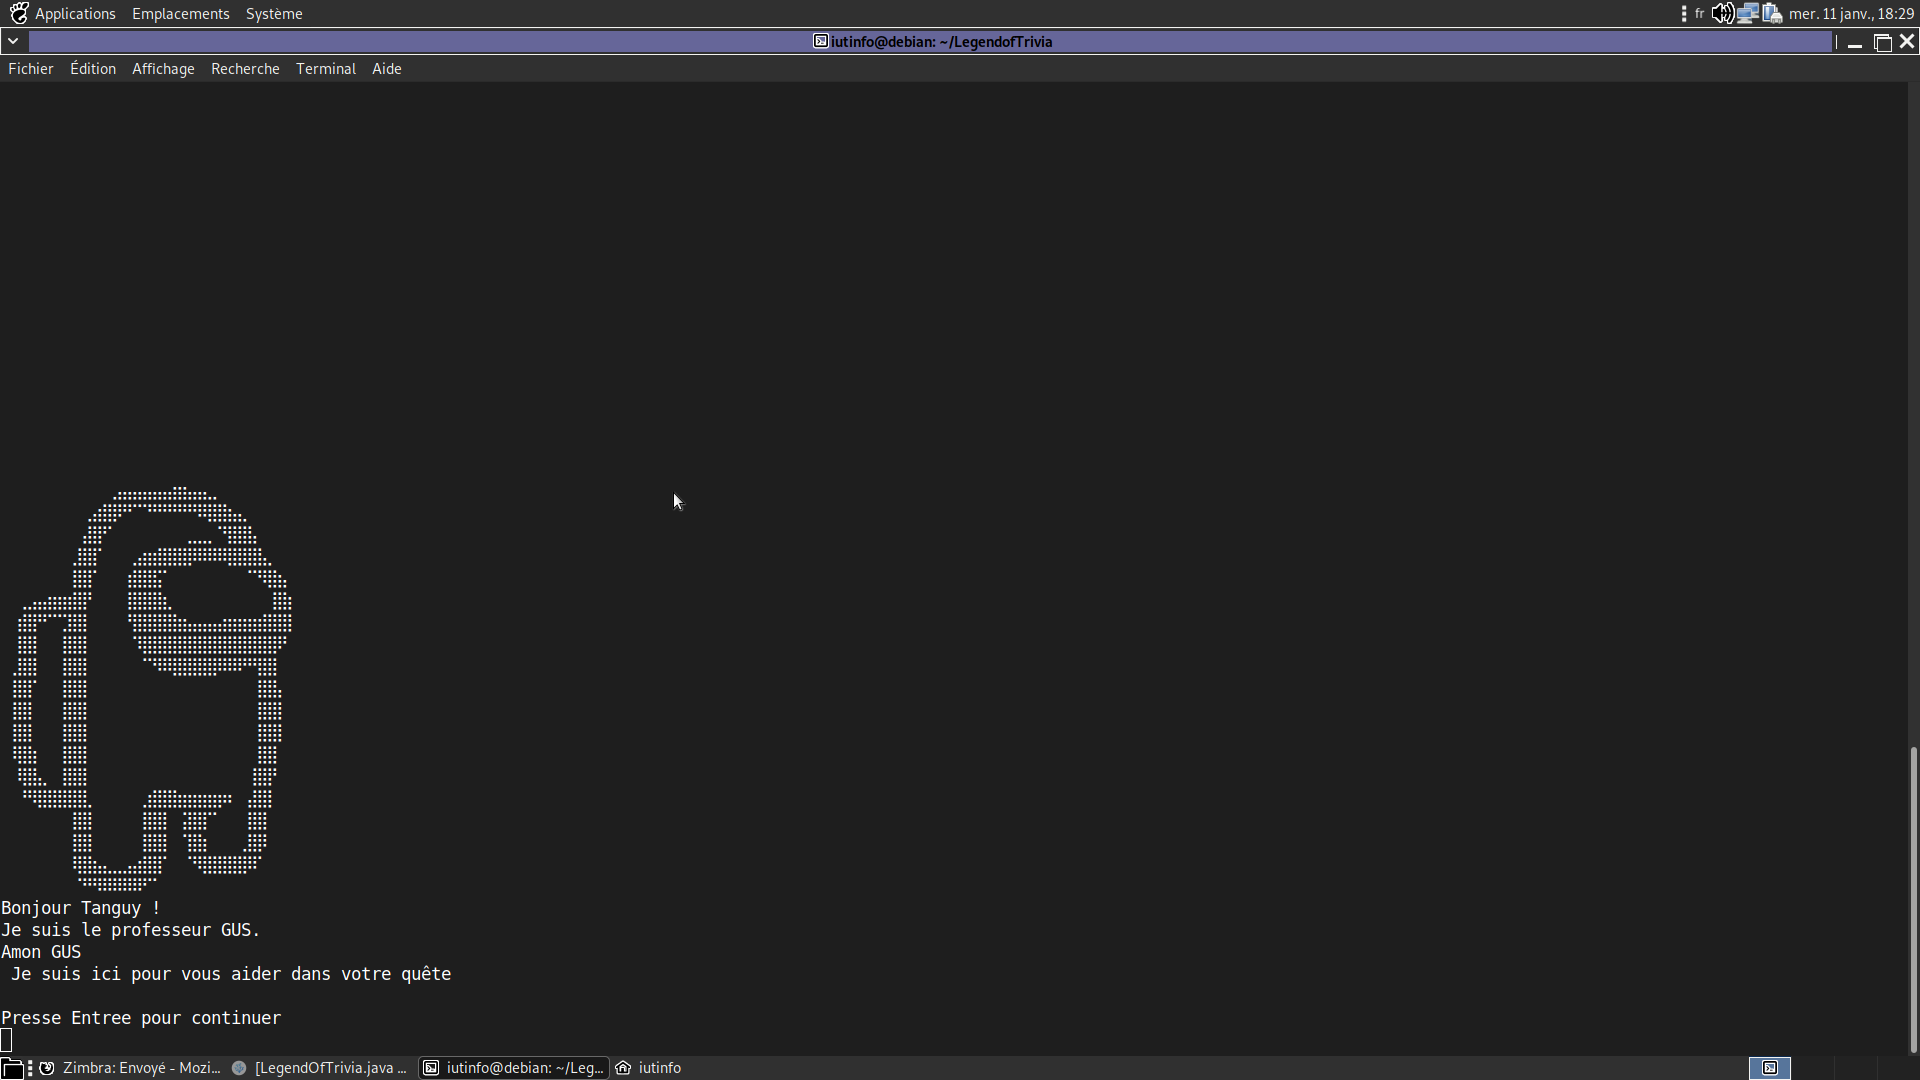 Applications Emplacements Système fr mer. 11 janv., 18:29
iutinfo@debian: ~/LegendofTrivia
Fichier Édition Affichage Recherche Terminal Aide
Bonjour Tanguy !
Je suis le professeur GUS.
Amon GUS
Je suis ici pour vous aider dans votre quête
Presse Entree pour continuer
Zimbra: Envoyé - Mozi... [LegendOfTrivia.java ... iutinfo@debian: ~/Leg... iutinfo